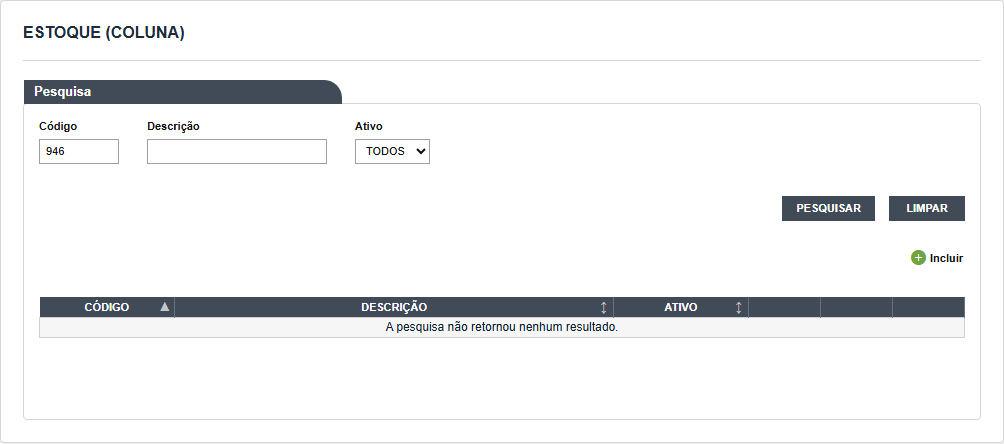 ESTOQUE (COLUNA)
Pesquisa
Código Descrição Ativo
946 TODOS
PESQUISAR LIMPAR
Incluir
CÓDIGO DESCRIÇÃO ATIVO
A pesquisa não retornou nenhum resultado.